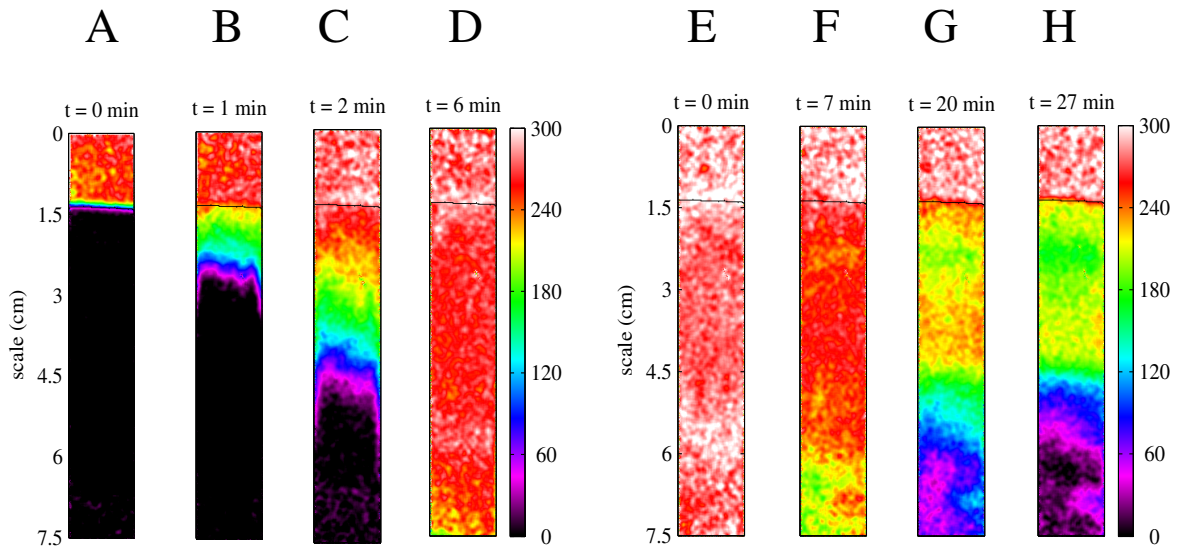 A B C D E F G H
t = 0 min t = 1 min t = 2 min t = 6 min t = 0 min t = 7 min t = 20 min t = 27 min
0 300 0 300
1.5 240 1.5 240
3 180 3 180
scale (cm) scale (cm)
4.5 120 4.5 120
6 60 6 60
7.5 0 7.5 0